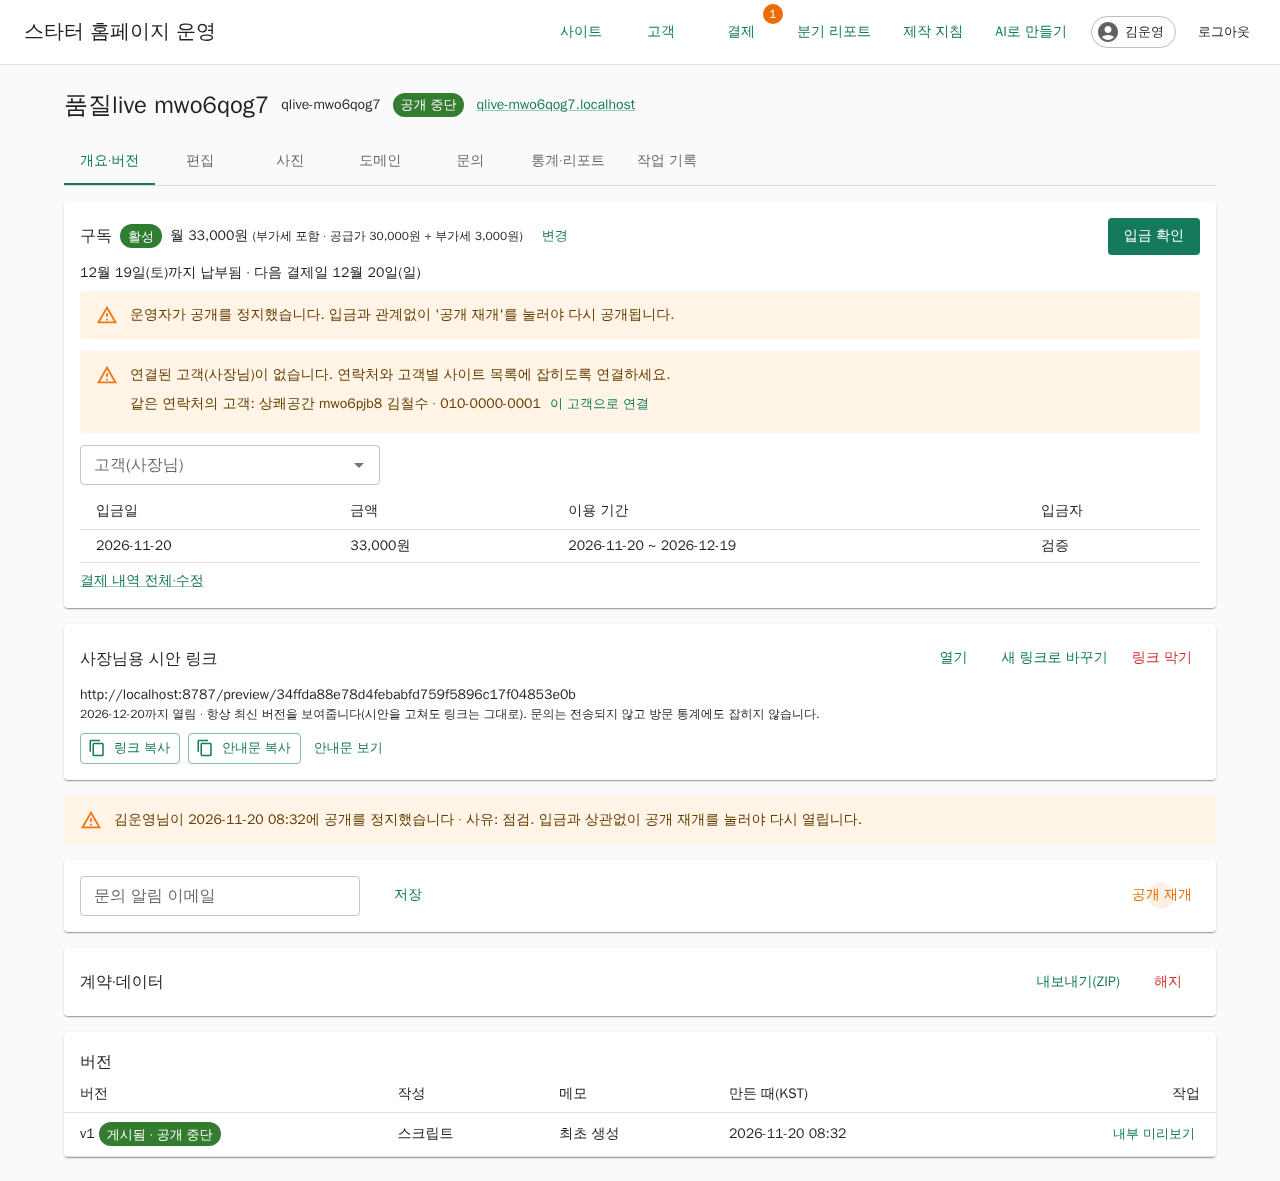 스타터 홈페이지 운영
사이트 고객 결제 1 분기 리포트 제작 지침 AI로 만들기 김운영 로그아웃
품질live mwo6qog7 qlive-mwo6qog7 공개 중단 qlive-mwo6qog7.localhost
개요·버전 편집 사진 도메인 문의 통계·리포트 작업 기록
구독 활성 월 33,000원 (부가세 포함 · 공급가 30,000원 + 부가세 3,000원) 변경 입금 확인
12월 19일(토)까지 납부됨 · 다음 결제일 12월 20일(일)
운영자가 공개를 정지했습니다. 입금과 관계없이 '공개 재개'를 눌러야 다시 공개됩니다.
연결된 고객(사장님)이 없습니다. 연락처와 고객별 사이트 목록에 잡히도록 연결하세요.
같은 연락처의 고객: 상쾌공간 mwo6pjb8 김철수 · 010-0000-0001 이 고객으로 연결
고객(사장님)
입금일 금액 이용 기간 입금자
2026-11-20 33,000원 2026-11-20 ~ 2026-12-19 검증
결제 내역 전체·수정
사장님용 시안 링크 열기 새 링크로 바꾸기 링크 막기
http://localhost:8787/preview/34ffda88e78d4febabfd759f5896c17f04853e0b
2026-12-20까지 열림 · 항상 최신 버전을 보여줍니다(시안을 고쳐도 링크는 그대로). 문의는 전송되지 않고 방문 통계에도 잡히지 않습니다.
링크 복사 안내문 복사 안내문 보기
김운영님이 2026-11-20 08:32에 공개를 정지했습니다 · 사유: 점검. 입금과 상관없이 공개 재개를 눌러야 다시 열립니다.
문의 알림 이메일 저장 공개 재개
계약·데이터 내보내기(ZIP) 해지
버전
버전 작성 메모 만든 때(KST) 작업
v1 게시됨 · 공개 중단 스크립트 최초 생성 2026-11-20 08:32 내부 미리보기